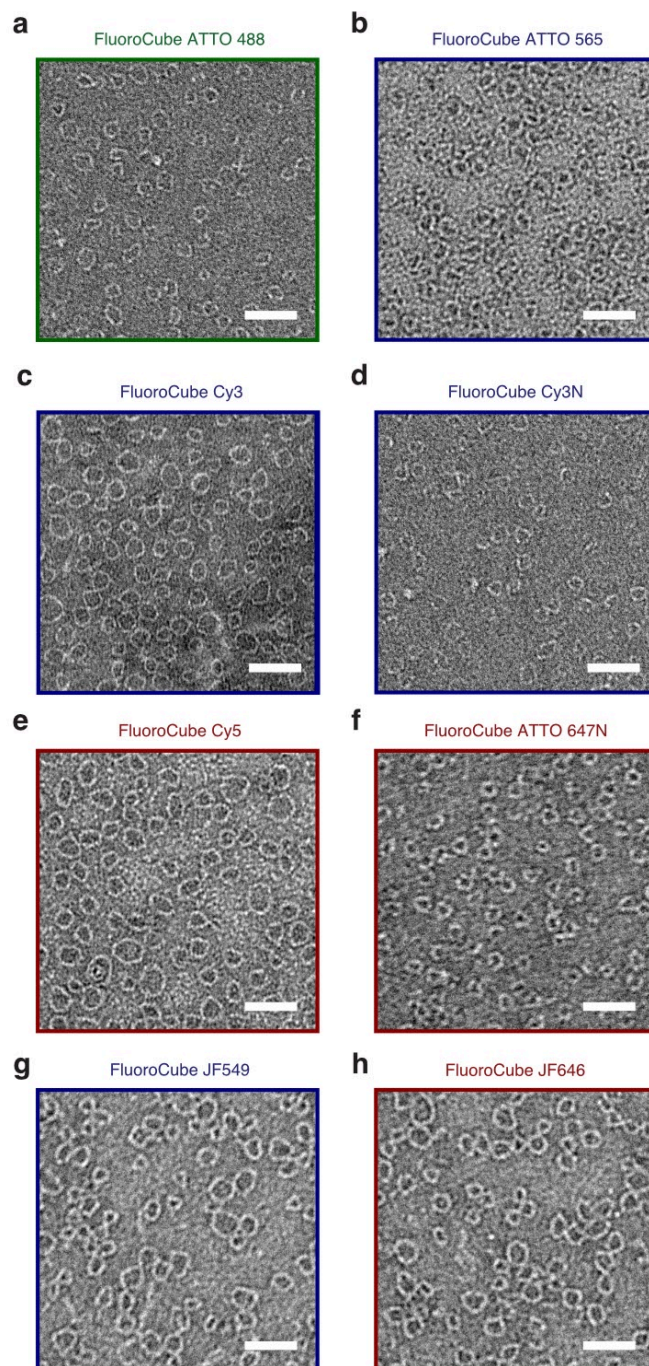 a
FluoroCube ATTO 488
b
FluoroCube ATTO 565
c
FluoroCube Cy3
d
FluoroCube Cy3N
e
FluoroCube Cy5
f
FluoroCube ATTO 647N
g
FluoroCube JF549
h
FluoroCube JF646